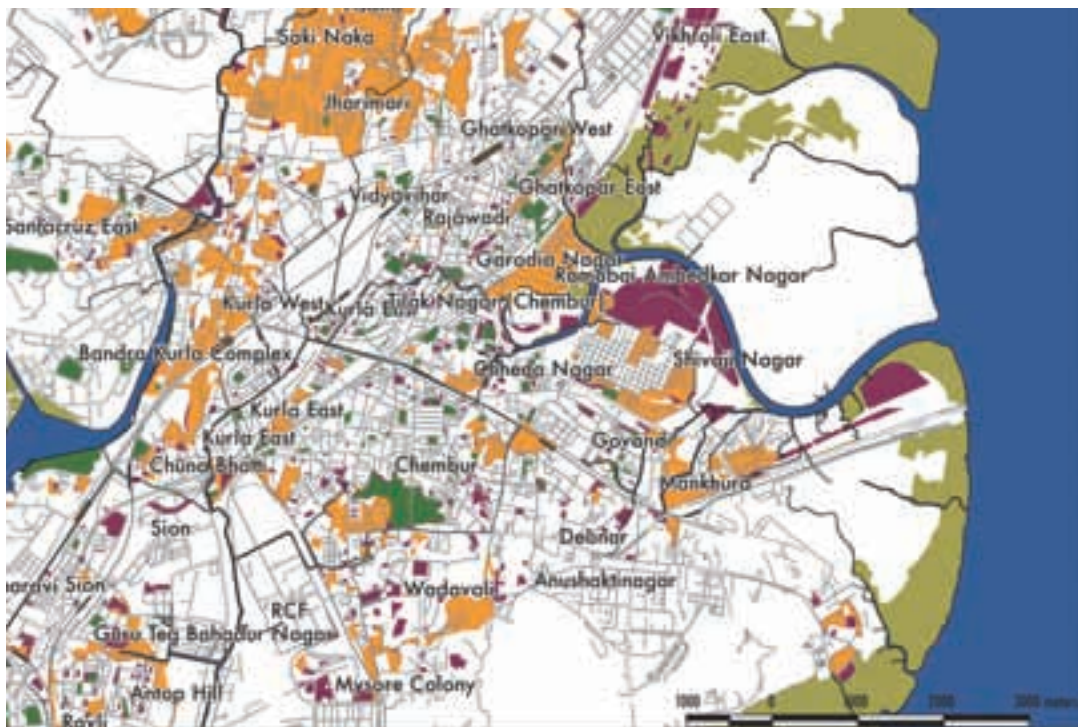 Saki Naka
Vikhroli East
Jharimari
Ghatkopar West
Vidyavihar
Ghatkopar East
Rajawadi
Santacruz East
Garodia Nagar
Ramabai Ambedkar Nagar
Kurla West
Kurla East
Tilak Nagar (Chembur)
Bandra Kurla Complex
Chheda Nagar
Shivaji Nagar
Kurla East
Kurla East
Govand
Chuna Bhatti
Chembur
Mankhurd
Sion
Deonar
Sion
Wadavali
Anushaktinagar
RCF
Guru Teg Bahadur Nagar
Antop Hill
Mysore Colony
1000 0 1000 2000 3000 meters